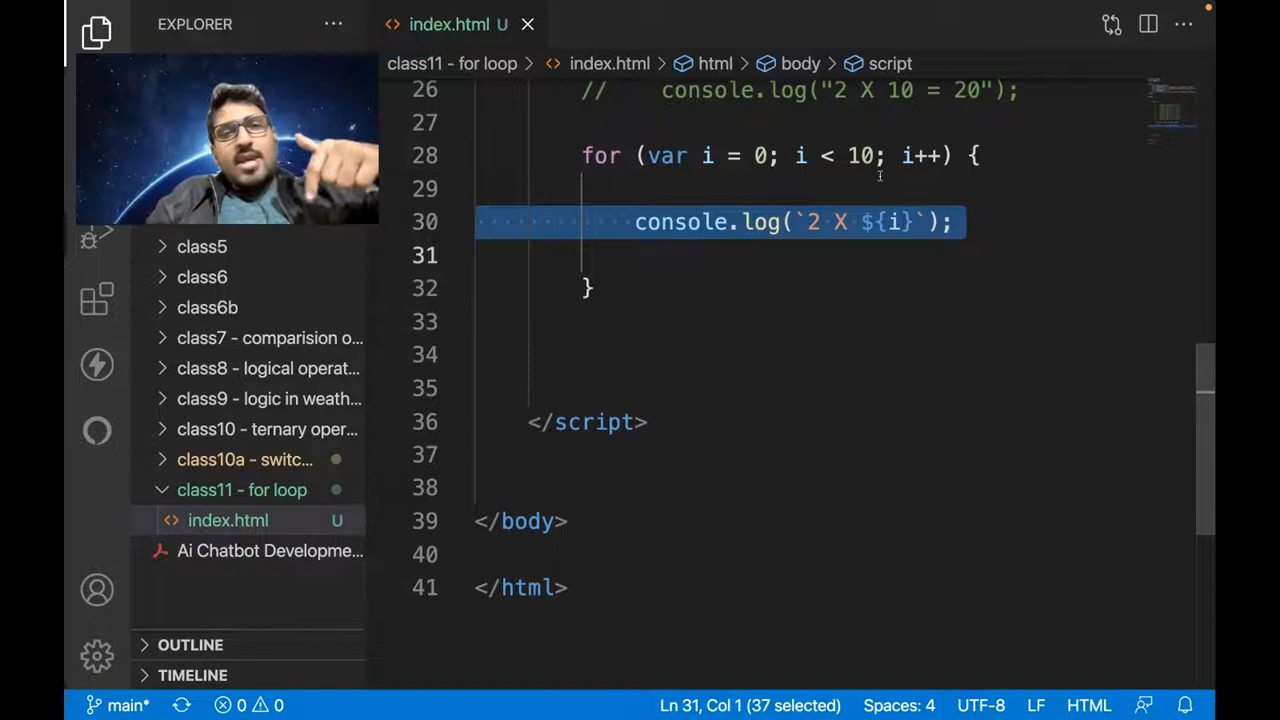 EXPLORER
index.html U
class11 - for loop > index.html > html > body > script
class5
class6
class6b
class7 - comparision o...
class8 - logical operat...
class9 - logic in weath...
class10 - ternary oper...
class10a - switc...
class11 - for loop
index.html U
Ai Chatbot Developme...
OUTLINE
TIMELINE
26 // console.log("2 X 10 = 20");
27
28 for (var i = 0; i < 10; i++) {
29
30 console.log(`2 X ${i}`);
31
32 }
33
34
35
36 </script>
37
38
39 </body>
40
41 </html>
main* 0 0 Ln 31, Col 1 (37 selected) Spaces: 4 UTF-8 LF HTML